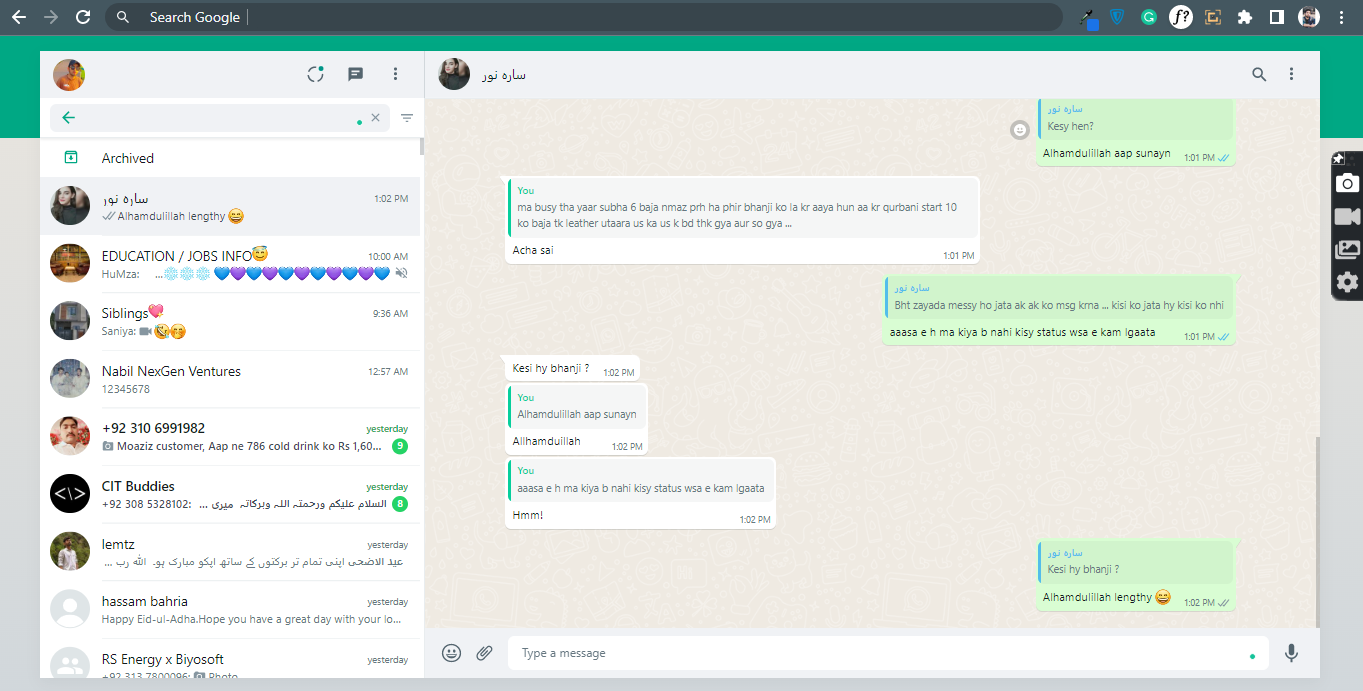 Search Google
Archived
سارہ نور
1:02 PM
Alhamdulillah lengthy 😄
EDUCATION / JOBS INFO😇
10:00 AM
HuMza: ...
Siblings💖
9:36 AM
Saniya:
Nabil NexGen Ventures
12:57 AM
12345678
+92 310 6991982
yesterday
Moaziz customer, Aap ne 786 cold drink ko Rs 1,60...
9
CIT Buddies
yesterday
+92 308 5328102: السلام علیکم ورحمتہ اللہ وبرکاتہ میری ...
8
lemtz
yesterday
عید الاضحی اپنی تمام تر برکتوں کے ساتھ اپکو مبارک ہو۔ اللہ رب ...
hassam bahria
yesterday
Happy Eid-ul-Adha.Hope you have a great day with your lo...
RS Energy x Biyosoft
yesterday
+92 313 7800096: Photo
سارہ نور
سارہ نور
Kesy hen?
Alhamdulillah aap sunayn
1:01 PM
You
ma busy tha yaar subha 6 baja nmaz prh ha phir bhanji ko la kr aaya hun aa kr qurbani start 10
ko baja tk leather utaara us ka us k bd thk gya aur so gya ...
Acha sai
1:01 PM
سارہ نور
Bht zayada messy ho jata ak ak ko msg krna ... kisi ko jata hy kisi ko nhi
aaasa e h ma kiya b nahi kisy status wsa e kam lgaata
1:01 PM
Kesi hy bhanji ?
1:02 PM
You
Alhamdulillah aap sunayn
Allhamduillah
1:02 PM
You
aaasa e h ma kiya b nahi kisy status wsa e kam lgaata
Hmm!
1:02 PM
سارہ نور
Kesi hy bhanji ?
Alhamdulillah lengthy 😄
1:02 PM
Type a message